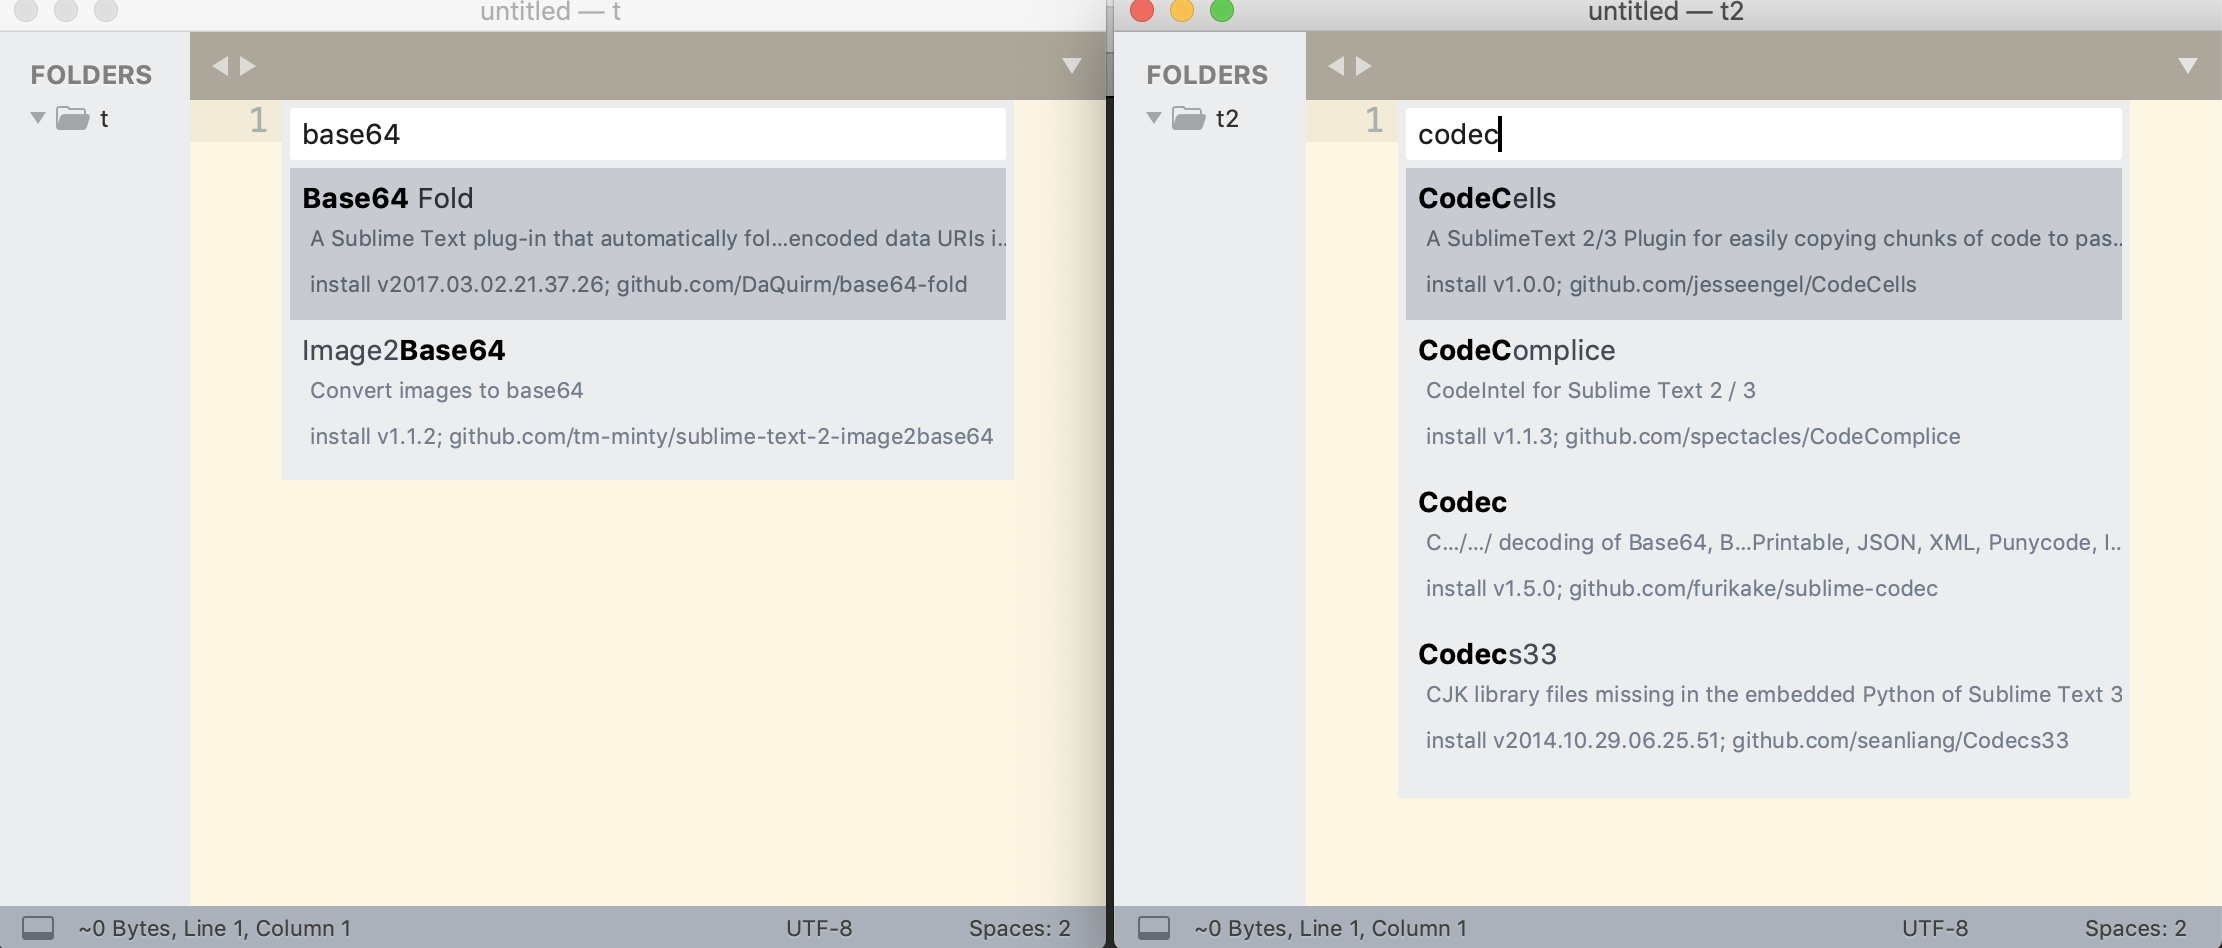 untitled — t
FOLDERS
t
1
base64
Base64 Fold
A Sublime Text plug-in that automatically fol...encoded data URIs i..
install v2017.03.02.21.37.26; github.com/DaQuirm/base64-fold
Image2Base64
Convert images to base64
install v1.1.2; github.com/tm-minty/sublime-text-2-image2base64
~0 Bytes, Line 1, Column 1
UTF-8
Spaces: 2
untitled — t2
FOLDERS
t2
1
codec
CodeCells
A SublimeText 2/3 Plugin for easily copying chunks of code to pas..
install v1.0.0; github.com/jesseengel/CodeCells
CodeComplice
CodeIntel for Sublime Text 2 / 3
install v1.1.3; github.com/spectacles/CodeComplice
Codec
C.../.../ decoding of Base64, B...Printable, JSON, XML, Punycode, I..
install v1.5.0; github.com/furikake/sublime-codec
Codecs33
CJK library files missing in the embedded Python of Sublime Text 3
install v2014.10.29.06.25.51; github.com/seanliang/Codecs33
~0 Bytes, Line 1, Column 1
UTF-8
Spaces: 2